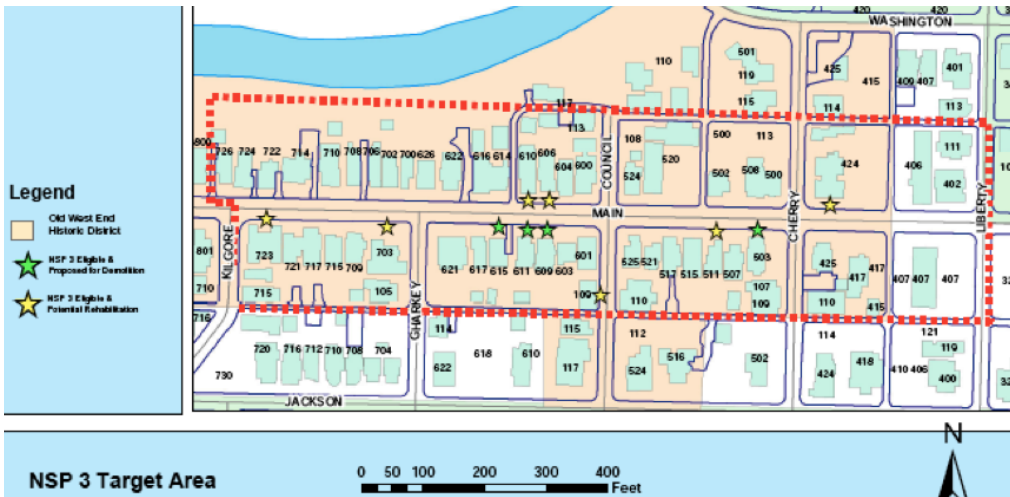 420 420
WASHINGTON
110 501 425 415 409 407 401
119
117 115 114 113
113
800 726 724 722 714 710 708 706 702 700 626 622 616 614 610 606 604 600
108 524 520
500 113 502 508 500
424 406 111 402
COUNCIL
CHERRY
LIBERTY
MAIN
Legend
Old West End
Historic District
NSP 3 Eligible &
Proposed for Demolition
NSP 3 Eligible &
Potential Rehabilitation
KILGORE
GHARKEY
801 710 716
723 721 717 715 709 703
715 105
621 617 615 611 609 603 601
109
525 521 517 515 511 507 503
110 107
109
425 417 417 407 407
110 415
720 716 712 710 708 704
730
114 618 610 115
622 117
112 516 502
524
114 121
119
424 418 410 406 400
JACKSON
N
NSP 3 Target Area
0 50 100 200 300 400
Feet